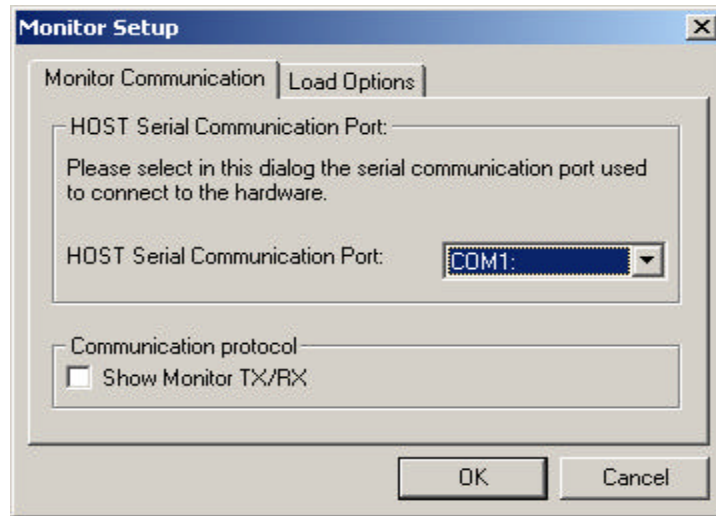 Monitor Setup
Monitor Communication
Load Options
HOST Serial Communication Port:
Please select in this dialog the serial communication port used
to connect to the hardware.
HOST Serial Communication Port:
COM1:
Communication protocol
Show Monitor TX/RX
OK
Cancel